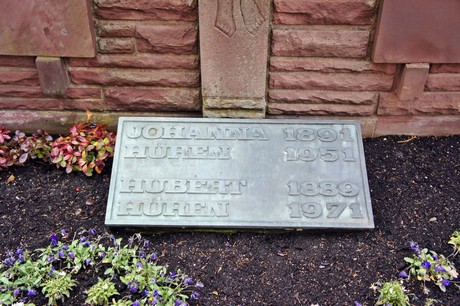 JOHANNA 1891
HÜREN 1951
HUBERT 1889
HÜREN 1971